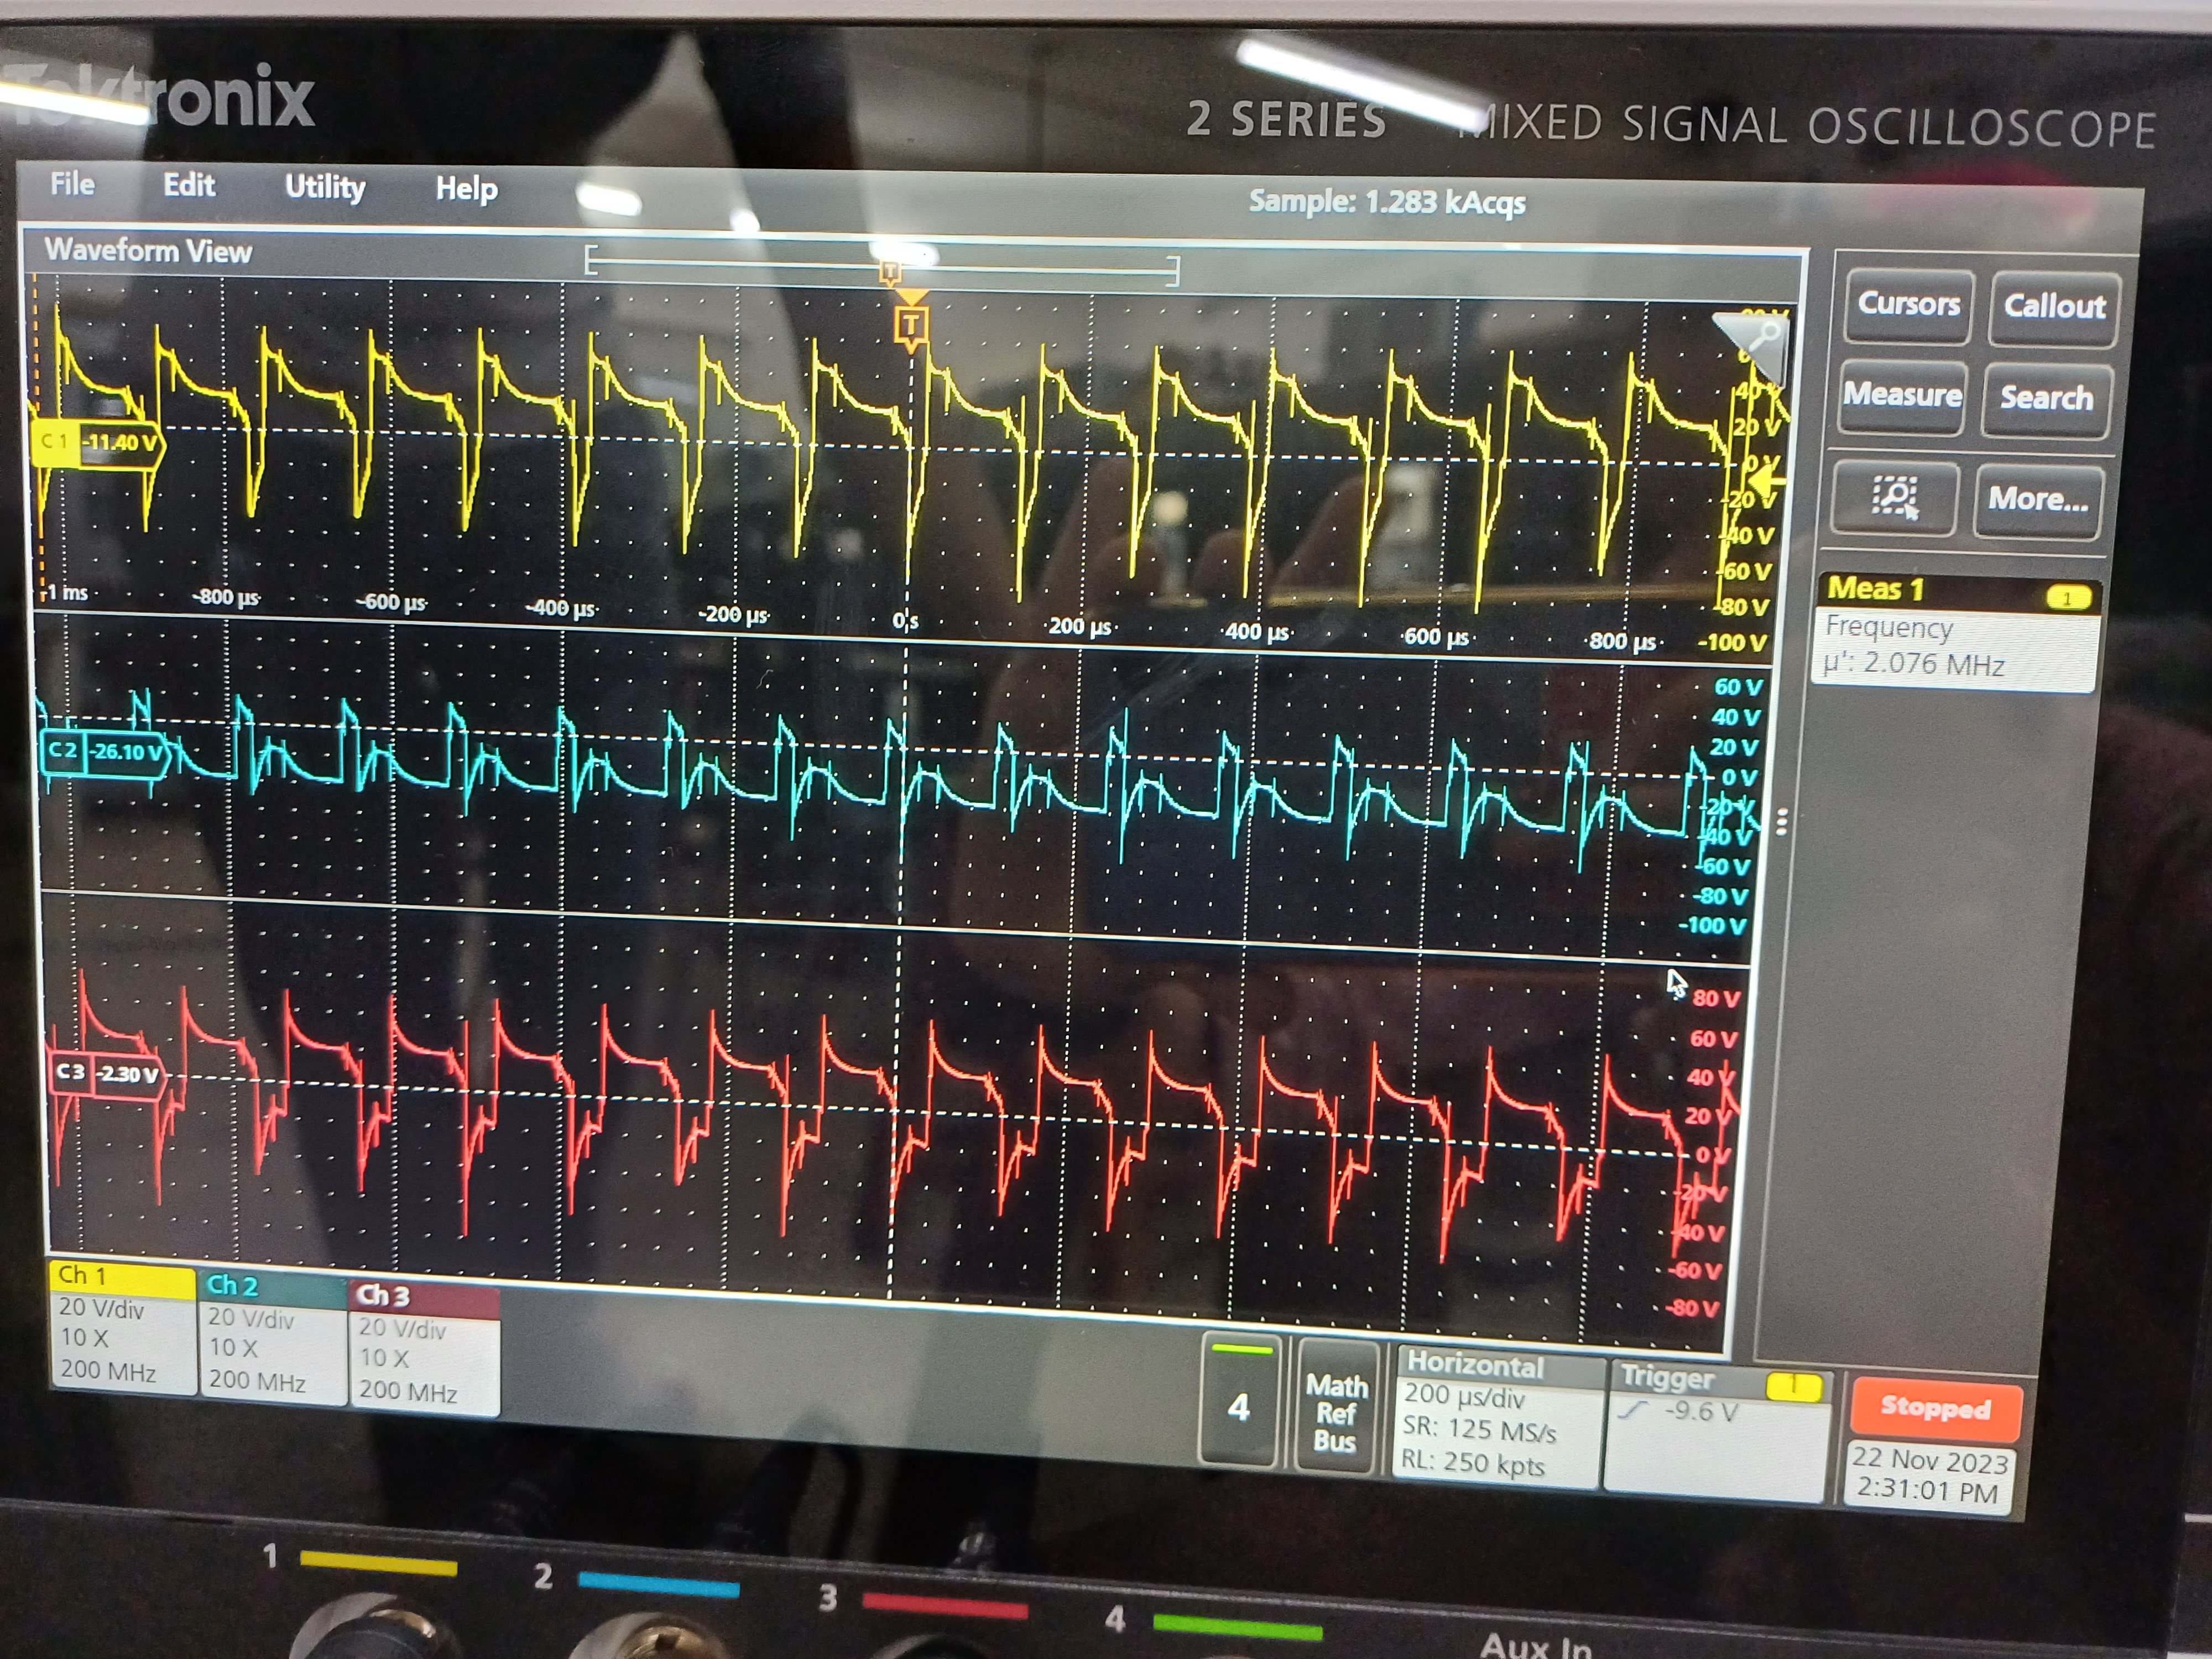 Tektronix
2 SERIES MIXED SIGNAL OSCILLOSCOPE
File Edit Utility Help
Sample: 1.283 kAcqs
Waveform View
T
T
Cursors Callout
Measure Search
More...
C 1 -11.40 V
40 V
20 V
0 V
-20 V
-40 V
-60 V
-80 V
-100 V
-1 ms -800 µs -600 µs -400 µs -200 µs 0 s 200 µs 400 µs 600 µs 800 µs
Meas 1 1
Frequency
µ': 2.076 MHz
C 2 -26.10 V
60 V
40 V
20 V
0 V
-20 V
-40 V
-60 V
-80 V
-100 V
C 3 -2.30 V
80 V
60 V
40 V
20 V
0 V
-20 V
-40 V
-60 V
-80 V
Ch 1
20 V/div
10 X
200 MHz
Ch 2
20 V/div
10 X
200 MHz
Ch 3
20 V/div
10 X
200 MHz
4
Math
Ref
Bus
Horizontal
200 µs/div
SR: 125 MS/s
RL: 250 kpts
Trigger 1
-9.6 V
Stopped
22 Nov 2023
2:31:01 PM
1 2 3 4
Aux In